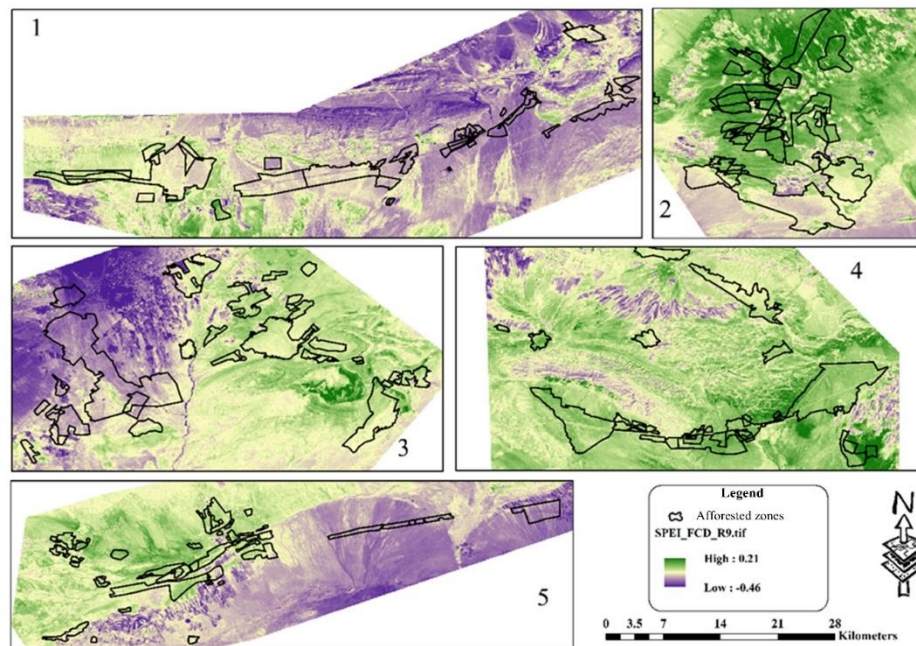 1
2
3
4
5
Legend
Afforested zones
SPEI_FCD_R9.tif
High : 0.21
Low : -0.46
N
0 3.5 7 14 21 28
Kilometers